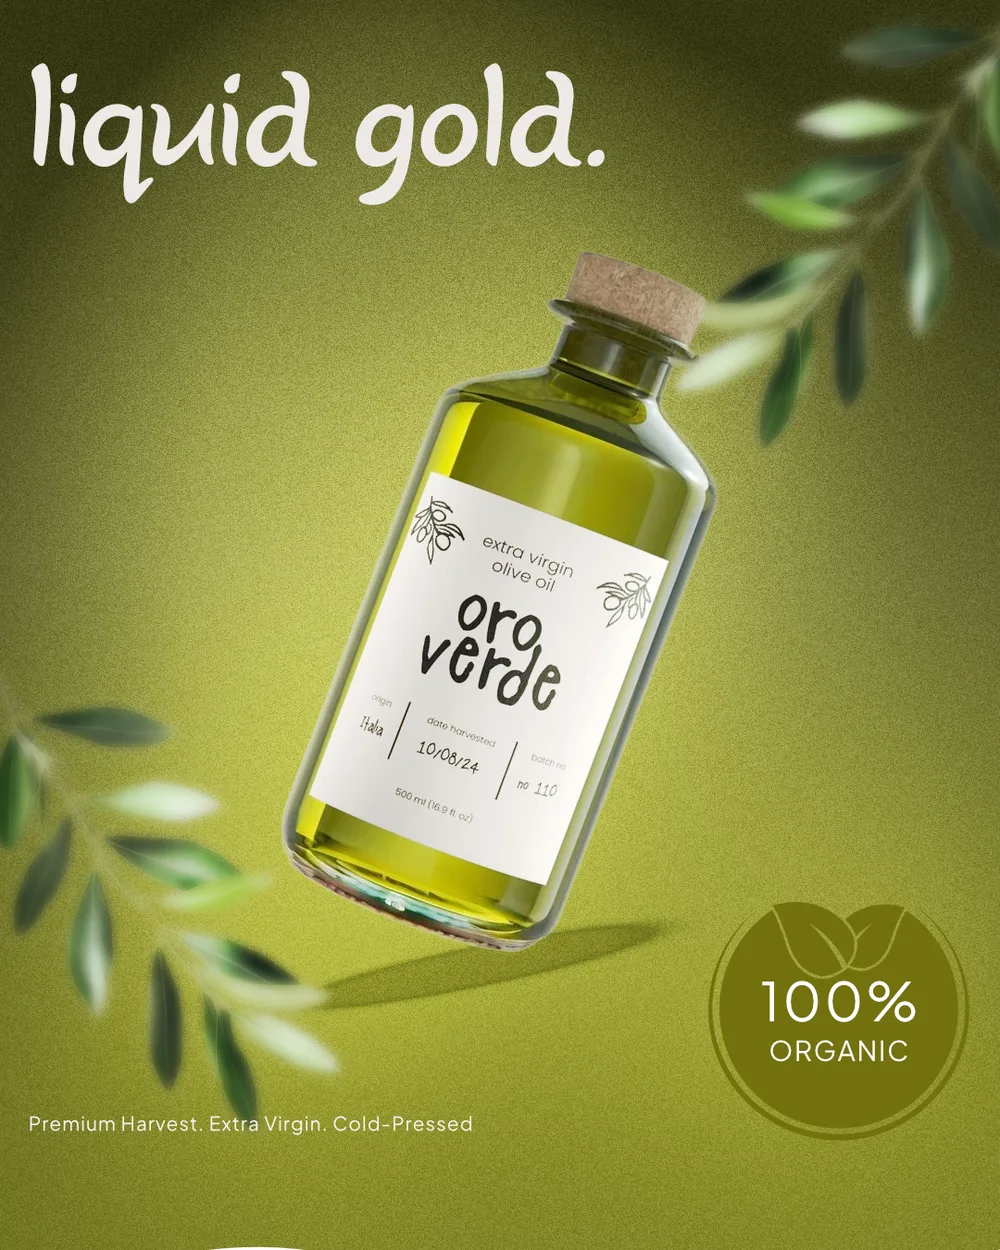 liquid gold.
extra virgin
olive oil
oro
verde
origin
Italia
date harvested
10/08/24
batch no
no 110
500 ml (16.9 fl. oz)
100%
ORGANIC
Premium Harvest. Extra Virgin. Cold-Pressed